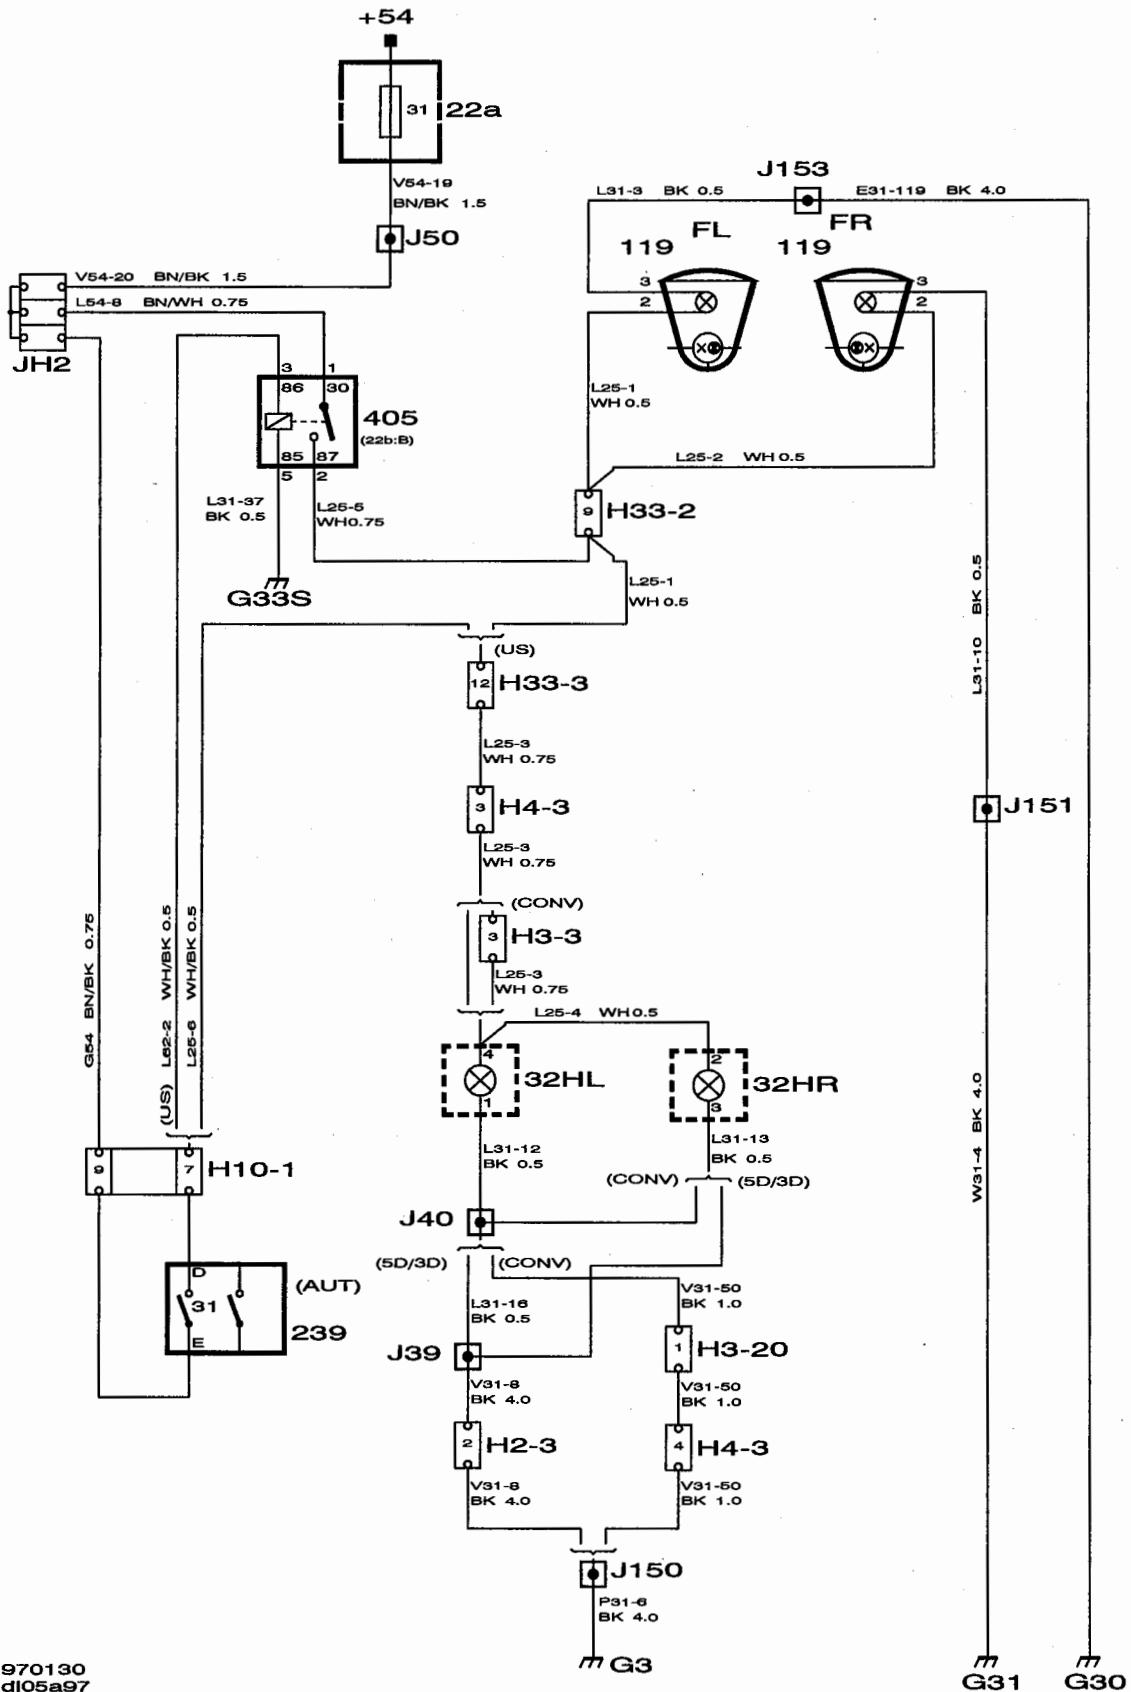 +54
31 22a
V54-19
BN/BK 1.5
J50
V54-20 BN/BK 1.5
L54-8 BN/WH 0.75
JH2
J153
L31-3 BK 0.5
E31-119 BK 4.0
FL
FR
119
119
3
2
3
2
3 1
86 30
405
(22b:B)
85 87
5 2
L31-37
BK 0.5
L25-5
WH0.75
G33S
L25-1
WH 0.5
L25-2 WH 0.5
9 H33-2
L25-1
WH 0.5
(US)
12 H33-3
L25-3
WH 0.75
3 H4-3
L25-3
WH 0.75
(CONV)
3 H3-3
L25-3
WH 0.75
L25-4 WH0.5
4
32HL
1
2
32HR
3
L31-12
BK 0.5
L31-13
BK 0.5
(CONV) (5D/3D)
J40
(5D/3D) (CONV)
L31-16
BK 0.5
V31-50
BK 1.0
J39
1 H3-20
V31-8
BK 4.0
V31-50
BK 1.0
2 H2-3
4 H4-3
V31-8
BK 4.0
V31-50
BK 1.0
J150
P31-6
BK 4.0
G3
G54 BN/BK 0.75
(US) L62-2 WH/BK 0.5
L25-6 WH/BK 0.5
9 7 H10-1
D
(AUT)
31
239
E
L31-10 BK 0.5
J151
W31-4 BK 4.0
G31
G30
970130
dl05a97